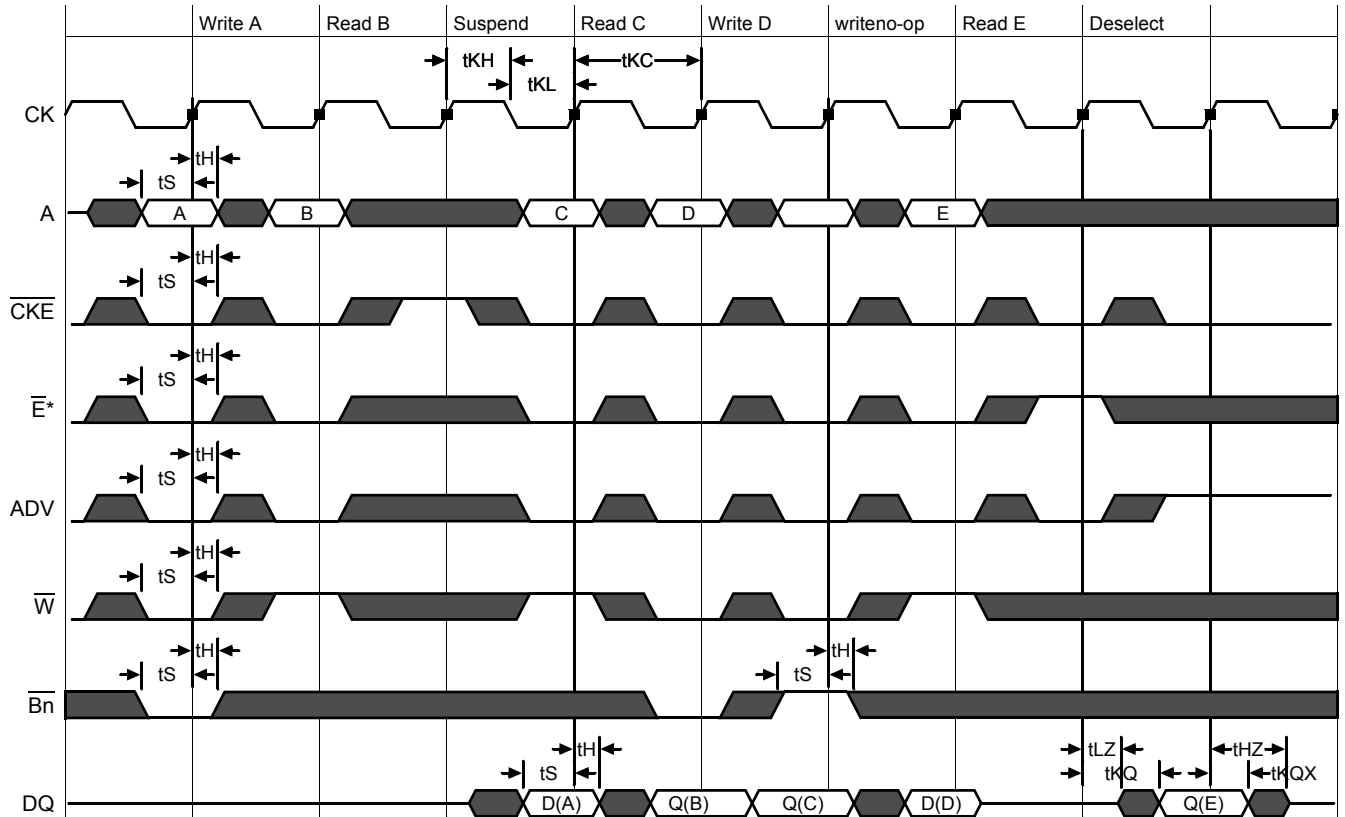 Write A Read B Suspend Read C Write D writeno-op Read E Deselect
tKH tKC
tKL
CK
tH
tS
A A B C D E
tH
tS
CKE
tH
tS
E*
tH
tS
ADV
tH
tS
W
tH tH
tS tS
Bn
tH tLZ tHZ
tS tKQ tKQX
DQ D(A) Q(B) Q(C) D(D) Q(E)